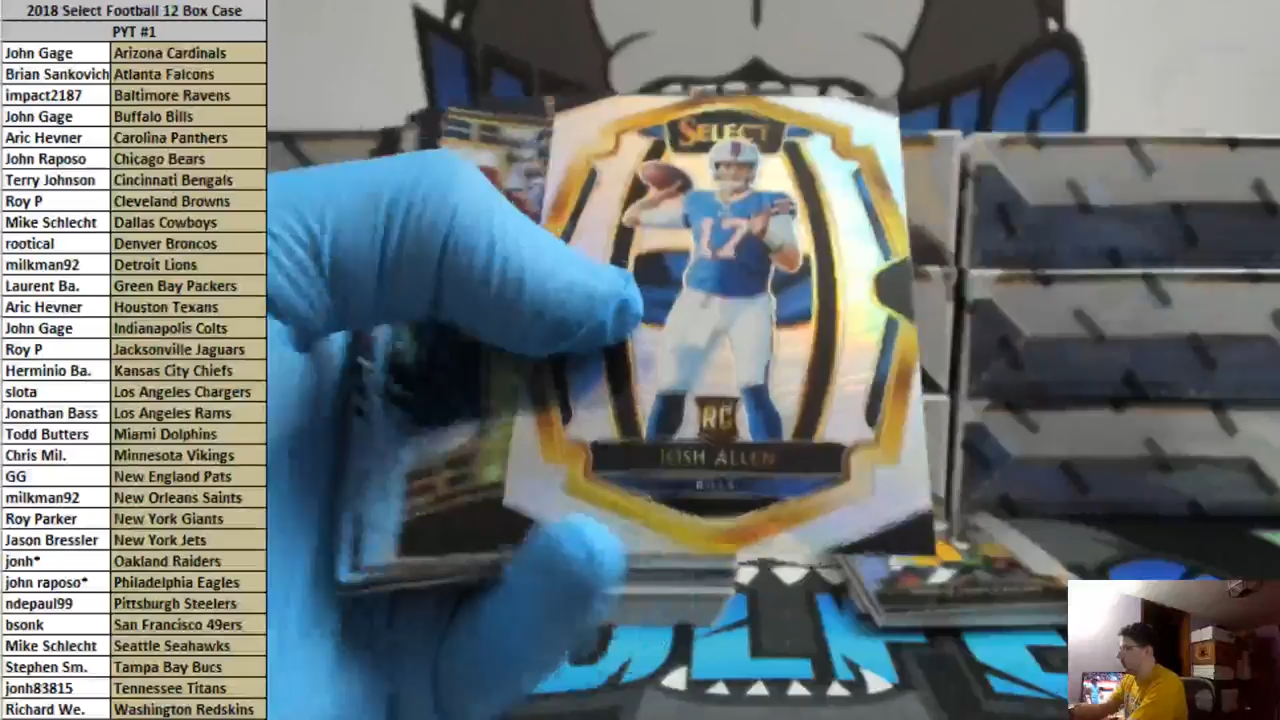 2018 Select Football 12 Box Case
PYT #1
John Gage Arizona Cardinals
Brian Sankovich Atlanta Falcons
impact2187 Baltimore Ravens
John Gage Buffalo Bills
Aric Hevner Carolina Panthers
John Raposo Chicago Bears
Terry Johnson Cincinnati Bengals
Roy P Cleveland Browns
Mike Schlecht Dallas Cowboys
rootical Denver Broncos
milkman92 Detroit Lions
Laurent Ba. Green Bay Packers
Aric Hevner Houston Texans
John Gage Indianapolis Colts
Roy P Jacksonville Jaguars
Herminio Ba. Kansas City Chiefs
slota Los Angeles Chargers
Jonathan Bass Los Angeles Rams
Todd Butters Miami Dolphins
Chris Mil. Minnesota Vikings
GG New England Pats
milkman92 New Orleans Saints
Roy Parker New York Giants
Jason Bressler New York Jets
jonh* Oakland Raiders
john raposo* Philadelphia Eagles
ndepaul99 Pittsburgh Steelers
bsonk San Francisco 49ers
Mike Schlecht Seattle Seahawks
Stephen Sm. Tampa Bay Bucs
jonh83815 Tennessee Titans
Richard We. Washington Redskins
SELECT
17
RC
JOSH ALLEN
BILLS